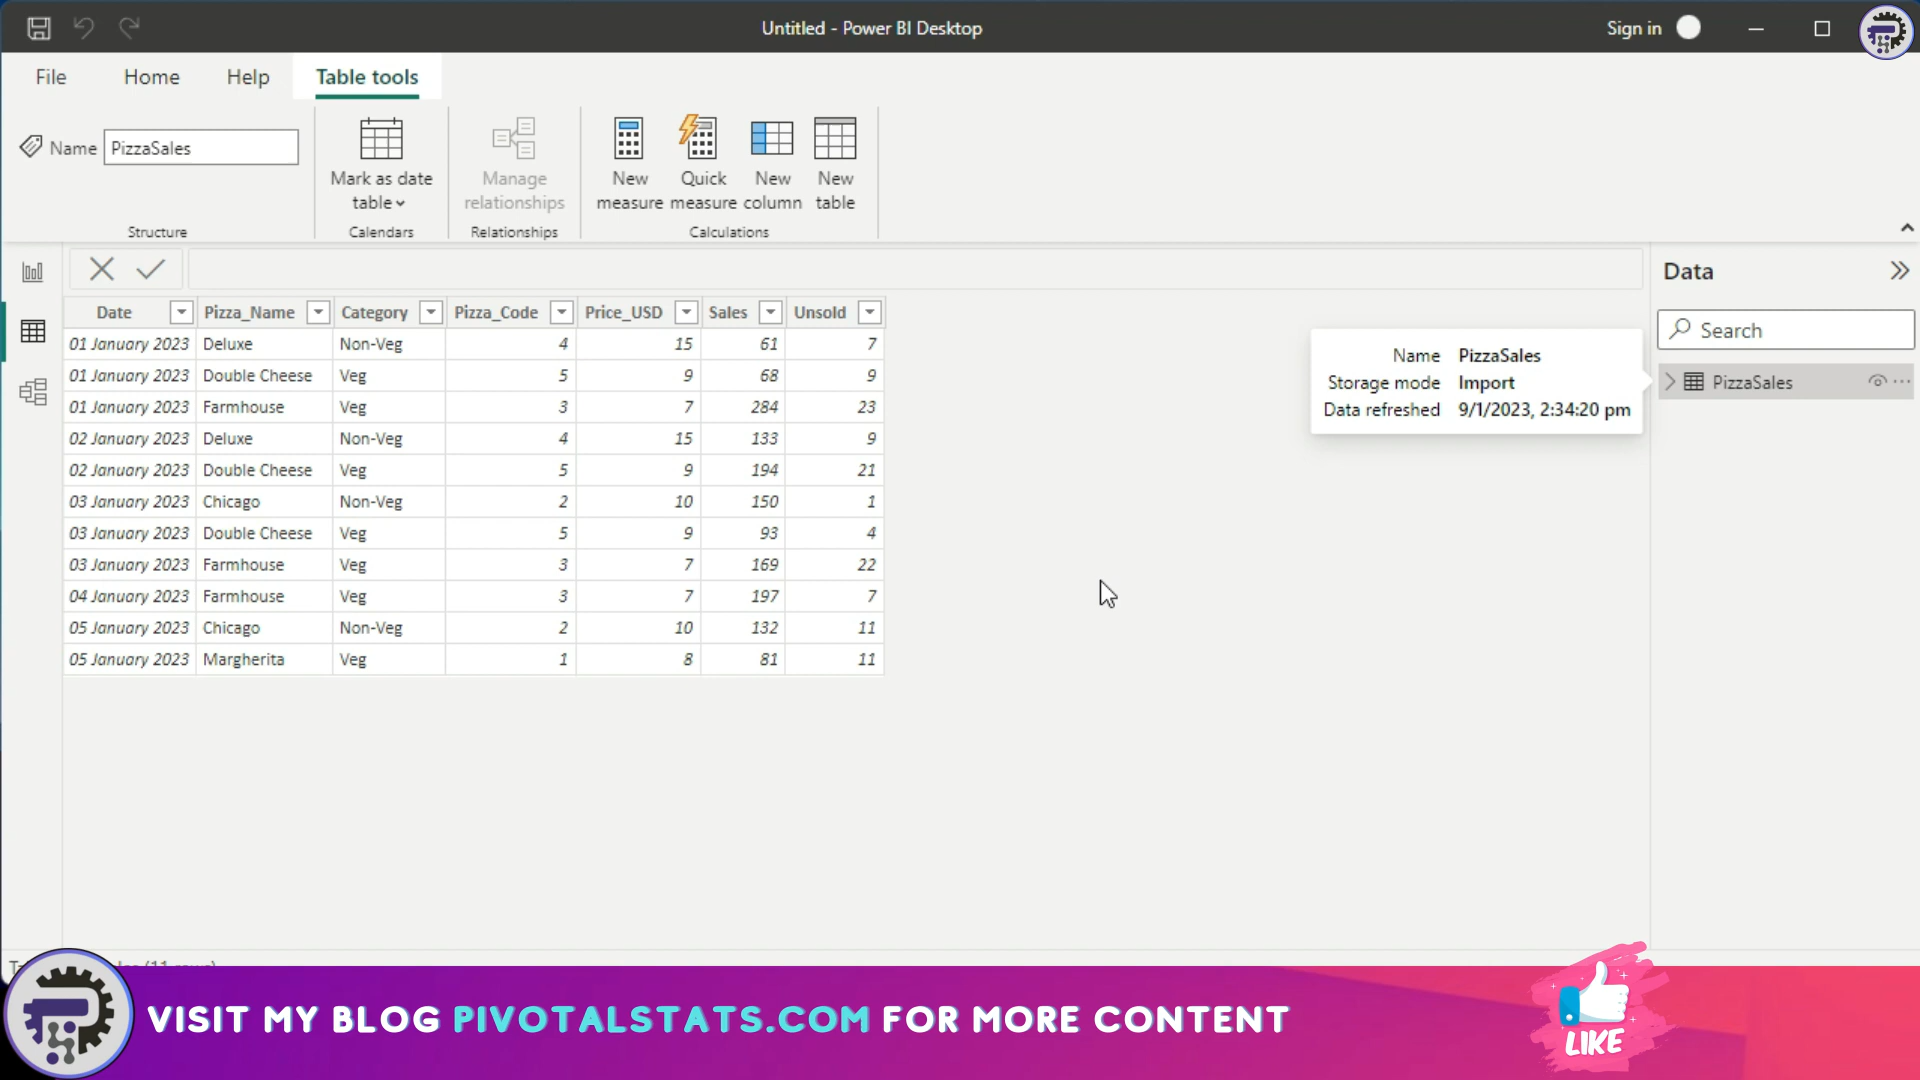 Untitled - Power BI Desktop
Sign in
File Home Help Table tools
Name PizzaSales
Mark as date table
Manage relationships
New measure
Quick measure
New column
New table
Structure Calendars Relationships Calculations
Data
Search
PizzaSales
Name PizzaSales
Storage mode Import
Data refreshed 9/1/2023, 2:34:20 pm
Date Pizza_Name Category Pizza_Code Price_USD Sales Unsold
01 January 2023 Deluxe Non-Veg 4 15 61 7
01 January 2023 Double Cheese Veg 5 9 68 9
01 January 2023 Farmhouse Veg 3 7 284 23
02 January 2023 Deluxe Non-Veg 4 15 133 9
02 January 2023 Double Cheese Veg 5 9 194 21
03 January 2023 Chicago Non-Veg 2 10 150 1
03 January 2023 Double Cheese Veg 5 9 93 4
03 January 2023 Farmhouse Veg 3 7 169 22
04 January 2023 Farmhouse Veg 3 7 197 7
05 January 2023 Chicago Non-Veg 2 10 132 11
05 January 2023 Margherita Veg 1 8 81 11
VISIT MY BLOG PIVOTALSTATS.COM FOR MORE CONTENT
LIKE